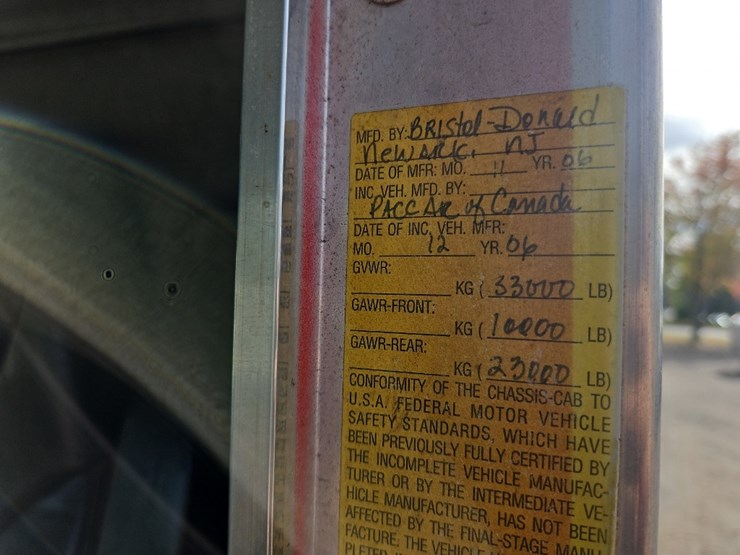 MFD. BY: BRIStol-Donald
NewARK, NJ
DATE OF MFR: MO. 11 YR. 06
INC. VEH. MFD. BY:
PACCAR of Canada
DATE OF INC. VEH. MFR:
MO. 12 YR. 06
GVWR:
KG ( 33000 LB)
GAWR-FRONT:
KG ( 10000 LB)
GAWR-REAR:
KG ( 23000 LB)
CONFORMITY OF THE CHASSIS-CAB TO
U.S.A. FEDERAL MOTOR VEHICLE
SAFETY STANDARDS, WHICH HAVE
BEEN PREVIOUSLY FULLY CERTIFIED BY
THE INCOMPLETE VEHICLE MANUFAC-
TURER OR BY THE INTERMEDIATE VE-
HICLE MANUFACTURER, HAS NOT BEEN
AFFECTED BY THE FINAL-STAGE MANU
FACTURE: THE VEHICLE